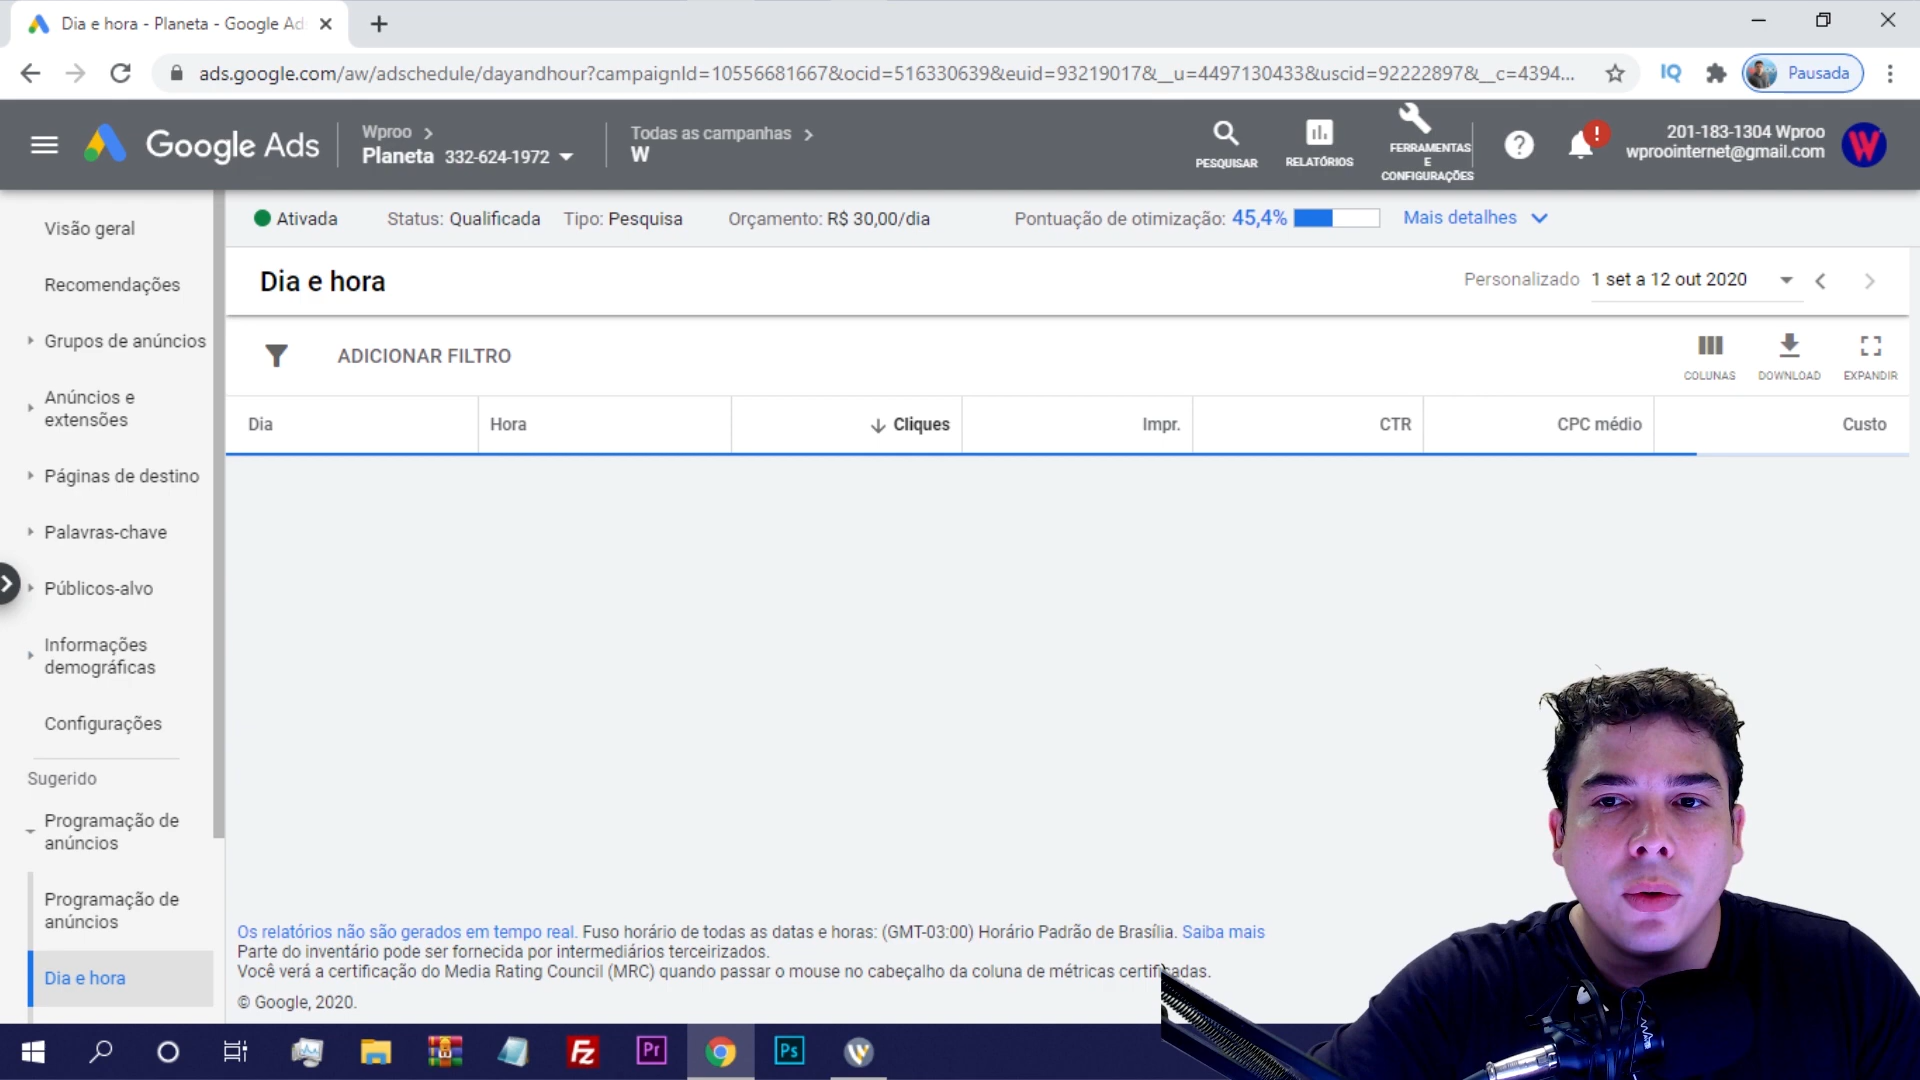 Dia e hora - Planeta - Google Ad
ads.google.com/aw/adschedule/dayandhour?campaignId=10556681667&ocid=516330639&euid=93219017&__u=4497130433&uscid=92222897&__c=4394...
IQ
Pausada
Google Ads
Wproo
Planeta 332-624-1972
Todas as campanhas
W
PESQUISAR
RELATÓRIOS
FERRAMENTAS
E
CONFIGURAÇÕES
?
!
201-183-1304 Wproo
wproointernet@gmail.com
W
Ativada
Status: Qualificada
Tipo: Pesquisa
Orçamento: R$ 30,00/dia
Pontuação de otimização: 45,4%
Mais detalhes
Visão geral
Recomendações
Grupos de anúncios
Anúncios e
extensões
Páginas de destino
Palavras-chave
Públicos-alvo
Informações
demográficas
Configurações
Sugerido
Programação de
anúncios
Programação de
anúncios
Dia e hora
Dia e hora
Personalizado 1 set a 12 out 2020
ADICIONAR FILTRO
COLUNAS
DOWNLOAD
EXPANDIR
Dia
Hora
Cliques
Impr.
CTR
CPC médio
Custo
Os relatórios não são gerados em tempo real. Fuso horário de todas as datas e horas: (GMT-03:00) Horário Padrão de Brasília. Saiba mais
Parte do inventário pode ser fornecida por intermediários terceirizados.
Você verá a certificação do Media Rating Council (MRC) quando passar o mouse no cabeçalho da coluna de métricas certificadas.
© Google, 2020.
Fz
Pr
Ps